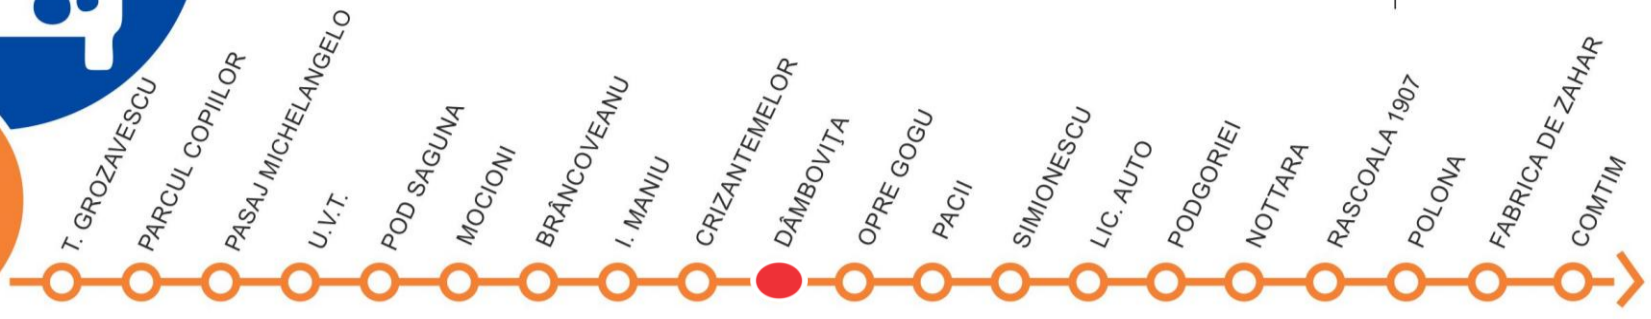 T. GROZAVESCU
PARCUL COPIILOR
PASAJ MICHELANGELO
U.V.T.
POD SAGUNA
MOCIONI
BRÂNCOVEANU
I. MANIU
CRIZANTEMELOR
DÂMBOVIŢA
OPRE GOGU
PACII
SIMIONESCU
LIC. AUTO
PODGORIEI
NOTTARA
RASCOALA 1907
POLONA
FABRICA DE ZAHAR
COMTIM